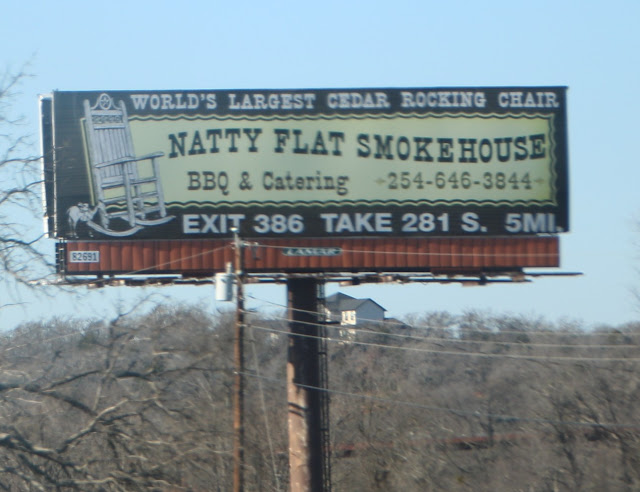 WORLD'S LARGEST CEDAR ROCKING CHAIR
NATTY FLAT SMOKEHOUSE
BBQ & Catering 254-646-3844
EXIT 386 TAKE 281 S. 5MI.
82691
LAMAR